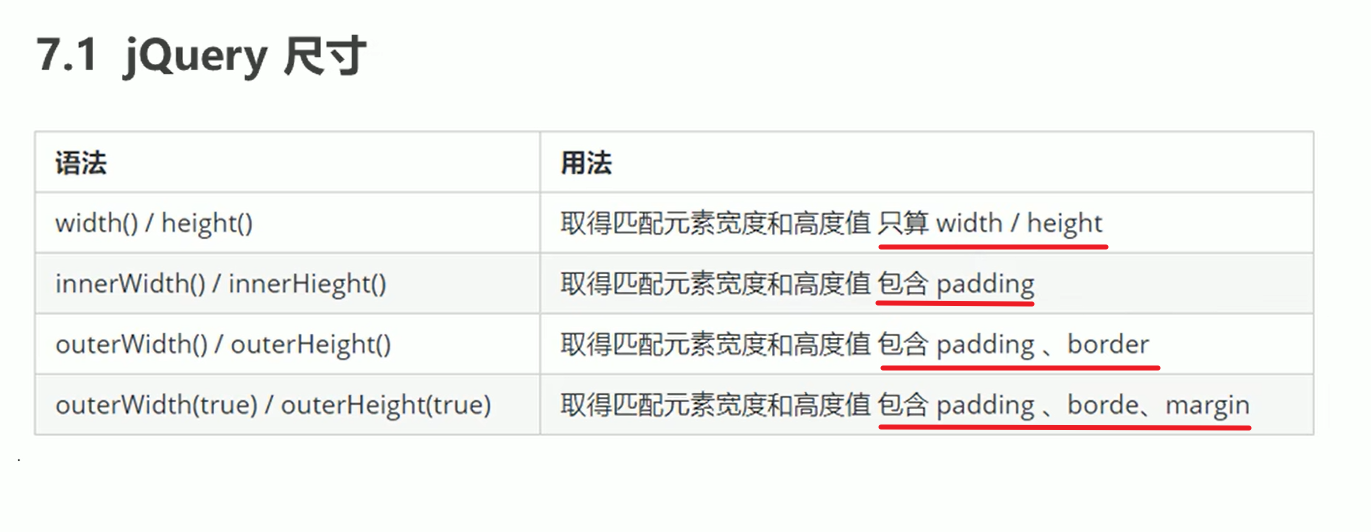 7.1 jQuery 尺寸
语法 用法
width() / height() 取得匹配元素宽度和高度值 只算 width / height
innerWidth() / innerHieght() 取得匹配元素宽度和高度值 包含 padding
outerWidth() / outerHeight() 取得匹配元素宽度和高度值 包含 padding 、border
outerWidth(true) / outerHeight(true) 取得匹配元素宽度和高度值 包含 padding 、borde、margin